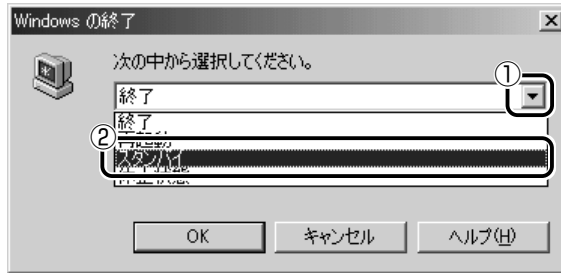 Windows の終了
次の中から選択してください。
①
終了
終了
②
スタンバイ
OK キャンセル ヘルプ(H)